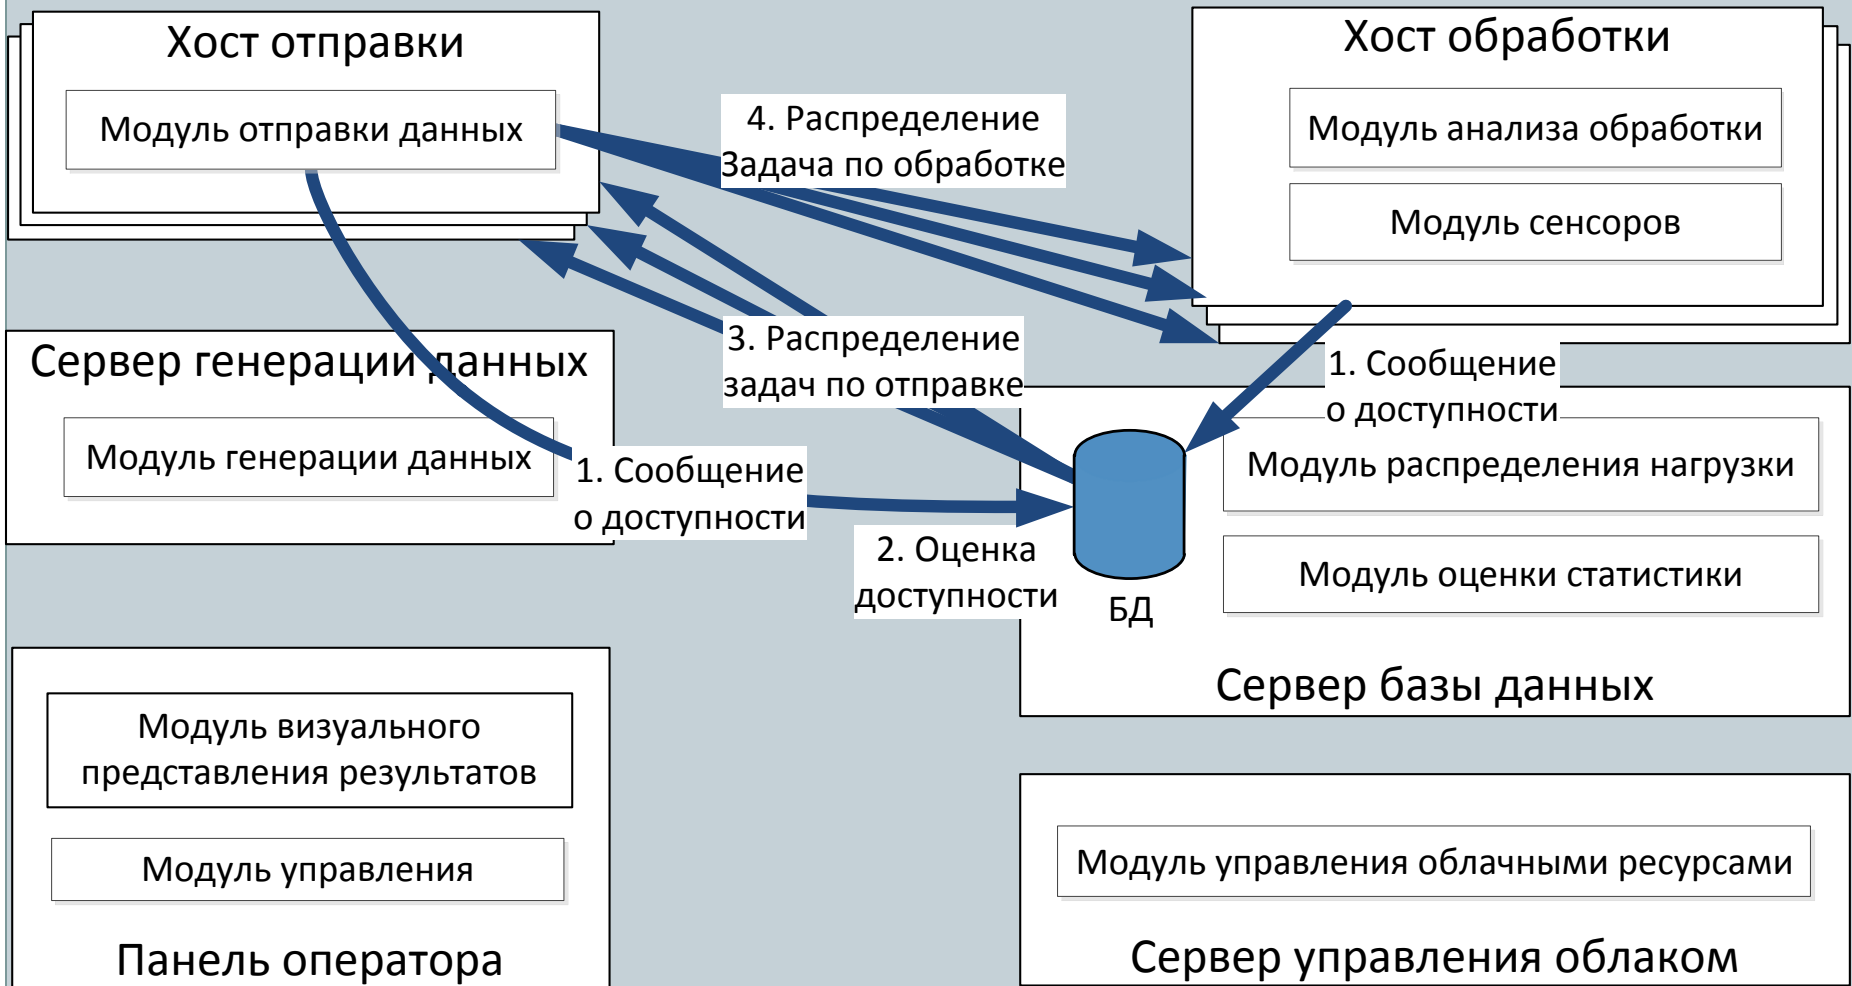 Хост отправки
Модуль отправки данных
4. Распределение
Задача по обработке
Хост обработки
Модуль анализа обработки
Модуль сенсоров
Сервер генерации данных
Модуль генерации данных
3. Распределение
задач по отправке
1. Сообщение
о доступности
1. Сообщение
о доступности
2. Оценка
доступности
БД
Модуль распределения нагрузки
Модуль оценки статистики
Сервер базы данных
Модуль визуального
представления результатов
Модуль управления
Панель оператора
Модуль управления облачными ресурсами
Сервер управления облаком